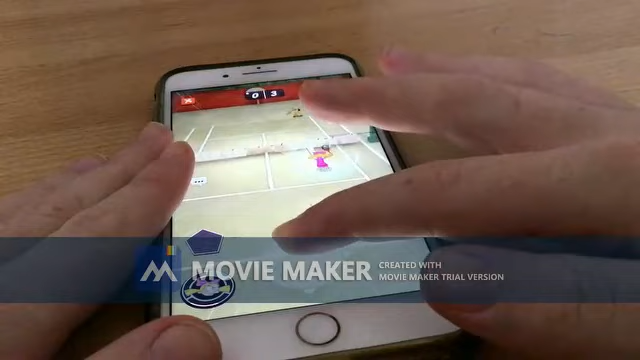 0 3
MOVIE MAKER
CREATED WITH
MOVIE MAKER TRIAL VERSION